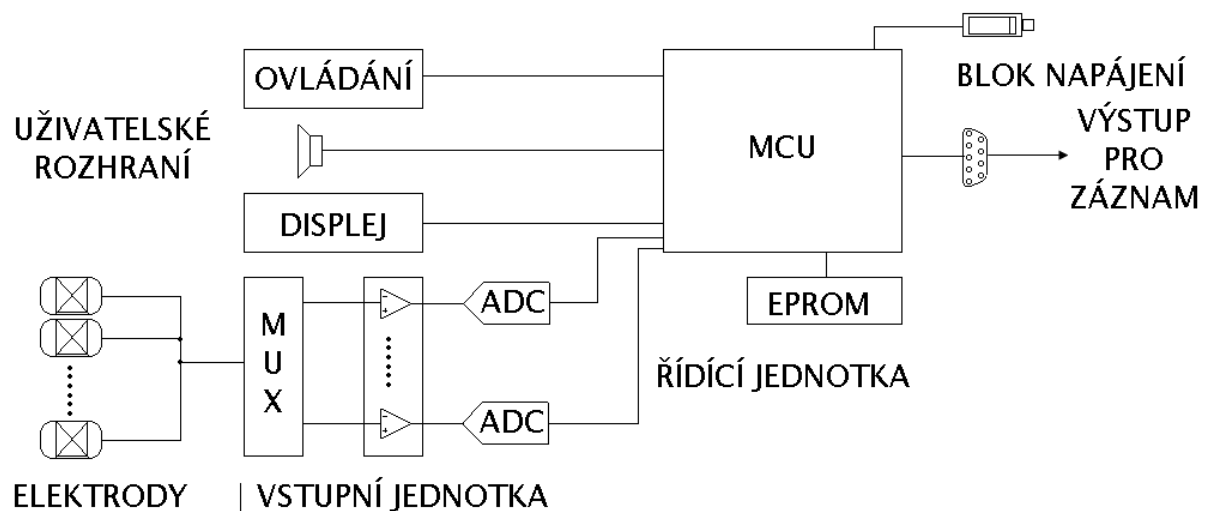 OVLÁDÁNÍ
BLOK NAPÁJENÍ
UŽIVATELSKÉ
ROZHRANÍ
MCU
VÝSTUP
PRO
ZÁZNAM
DISPLEJ
M
U
X
ADC
EPROM
ŘÍDÍCÍ JEDNOTKA
ADC
ELEKTRODY | VSTUPNÍ JEDNOTKA